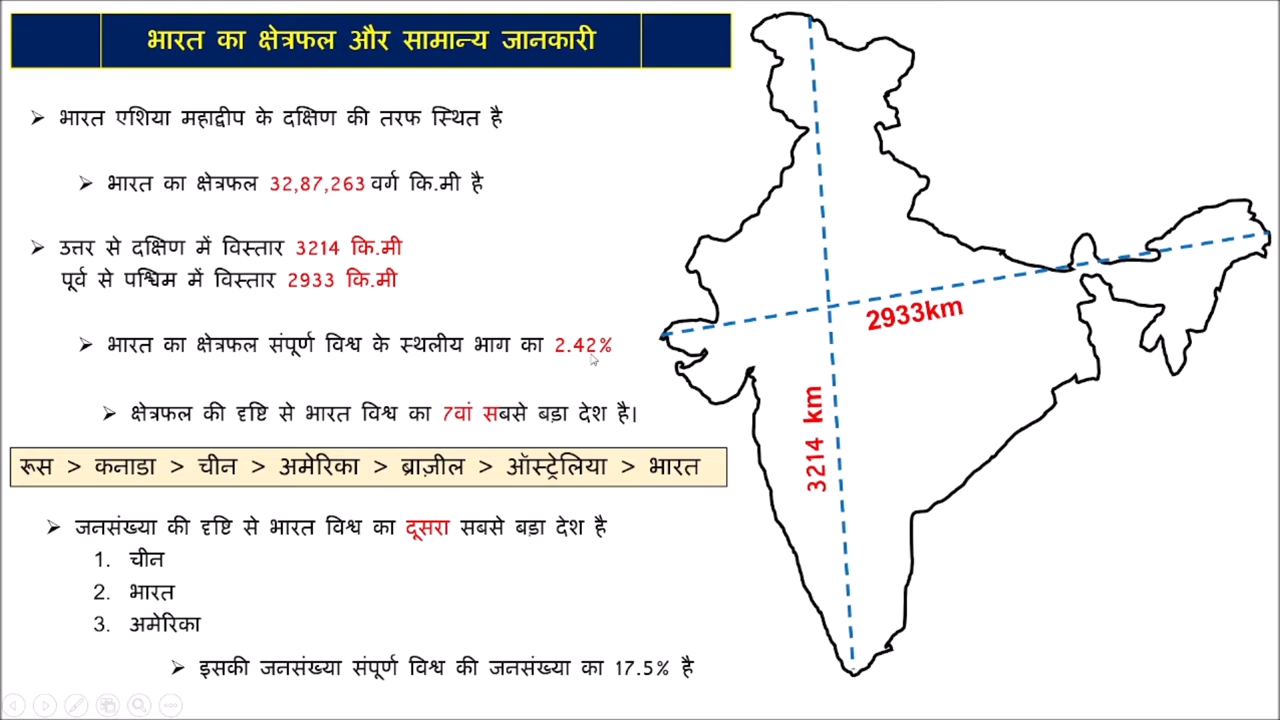 भारत का क्षेत्रफल और सामान्य जानकारी
भारत एशिया महाद्वीप के दक्षिण की तरफ स्थित है
भारत का क्षेत्रफल 32,87,263 वर्ग कि.मी है
उत्तर से दक्षिण में विस्तार 3214 कि.मी
पूर्व से पश्चिम में विस्तार 2933 कि.मी
भारत का क्षेत्रफल संपूर्ण विश्व के स्थलीय भाग का 2.42%
क्षेत्रफल की दृष्टि से भारत विश्व का 7वां सबसे बड़ा देश है।
रूस > कनाडा > चीन > अमेरिका > ब्राज़ील > ऑस्ट्रेलिया > भारत
जनसंख्या की दृष्टि से भारत विश्व का दूसरा सबसे बड़ा देश है
1. चीन
2. भारत
3. अमेरिका
इसकी जनसंख्या संपूर्ण विश्व की जनसंख्या का 17.5% है
2933km
3214 km